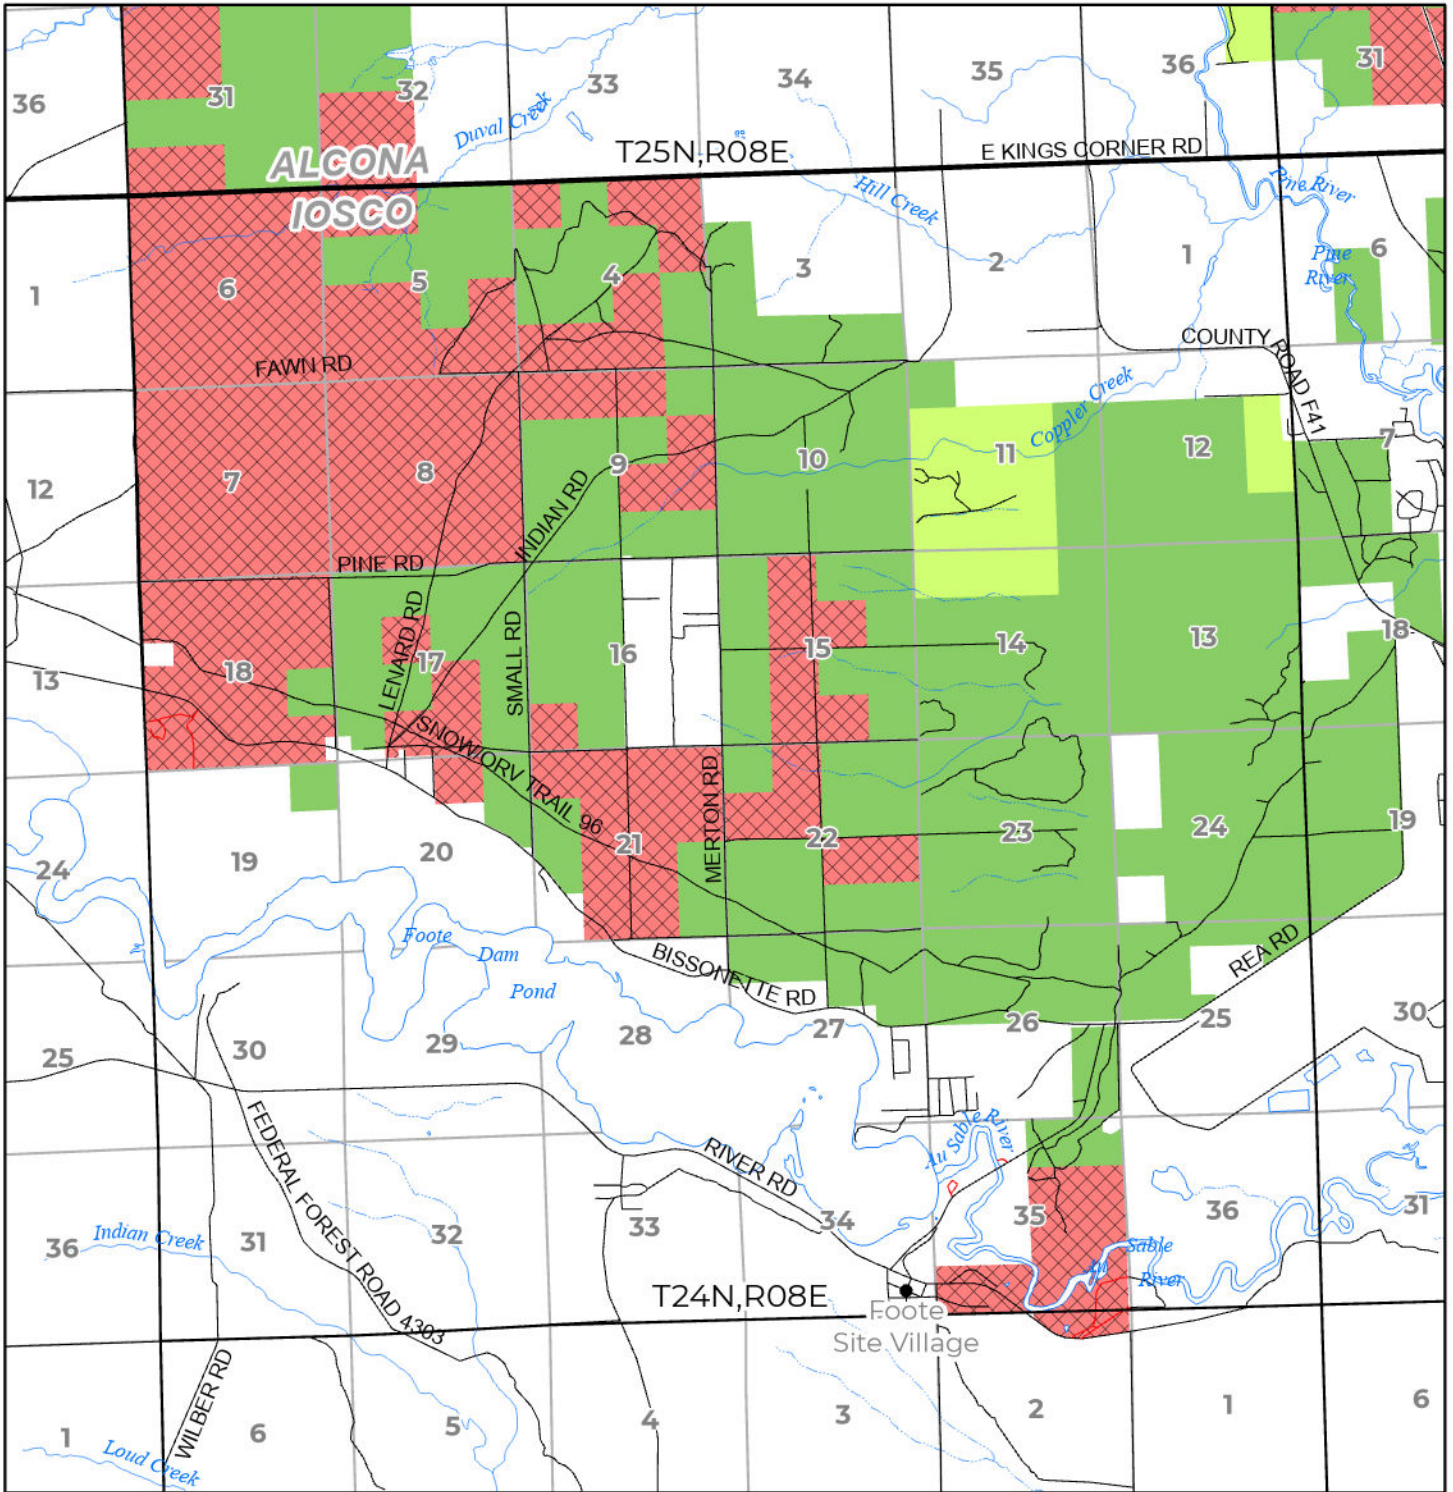 31
32
33
34
35
36
31
36
Duval Creek
ALCONA
T25N,R08E
E KINGS CORNER RD
IOSCO
Hill Creek
Pine River
1
6
5
4
3
2
1
Pine
River
6
FAWN RD
COUNTY ROAD F41
Coppler Creek
12
7
8
9
10
11
12
7
INDIAN RD
PINE RD
LENARD RD
SMALL RD
13
18
17
16
15
14
13
18
SNOW/ORV TRAIL 96
MERTON RD
24
19
20
21
22
23
24
19
Foote
Dam
Pond
BISSONETTE RD
REA RD
25
30
29
28
27
26
25
30
FEDERAL FOREST ROAD 4303
RIVER RD
Au Sable River
36
31
32
33
34
35
36
31
Indian Creek
Au
Sable
River
T24N,R08E
Foote
Site Village
WILBER RD
1
6
5
4
3
2
1
6
Loud Creek